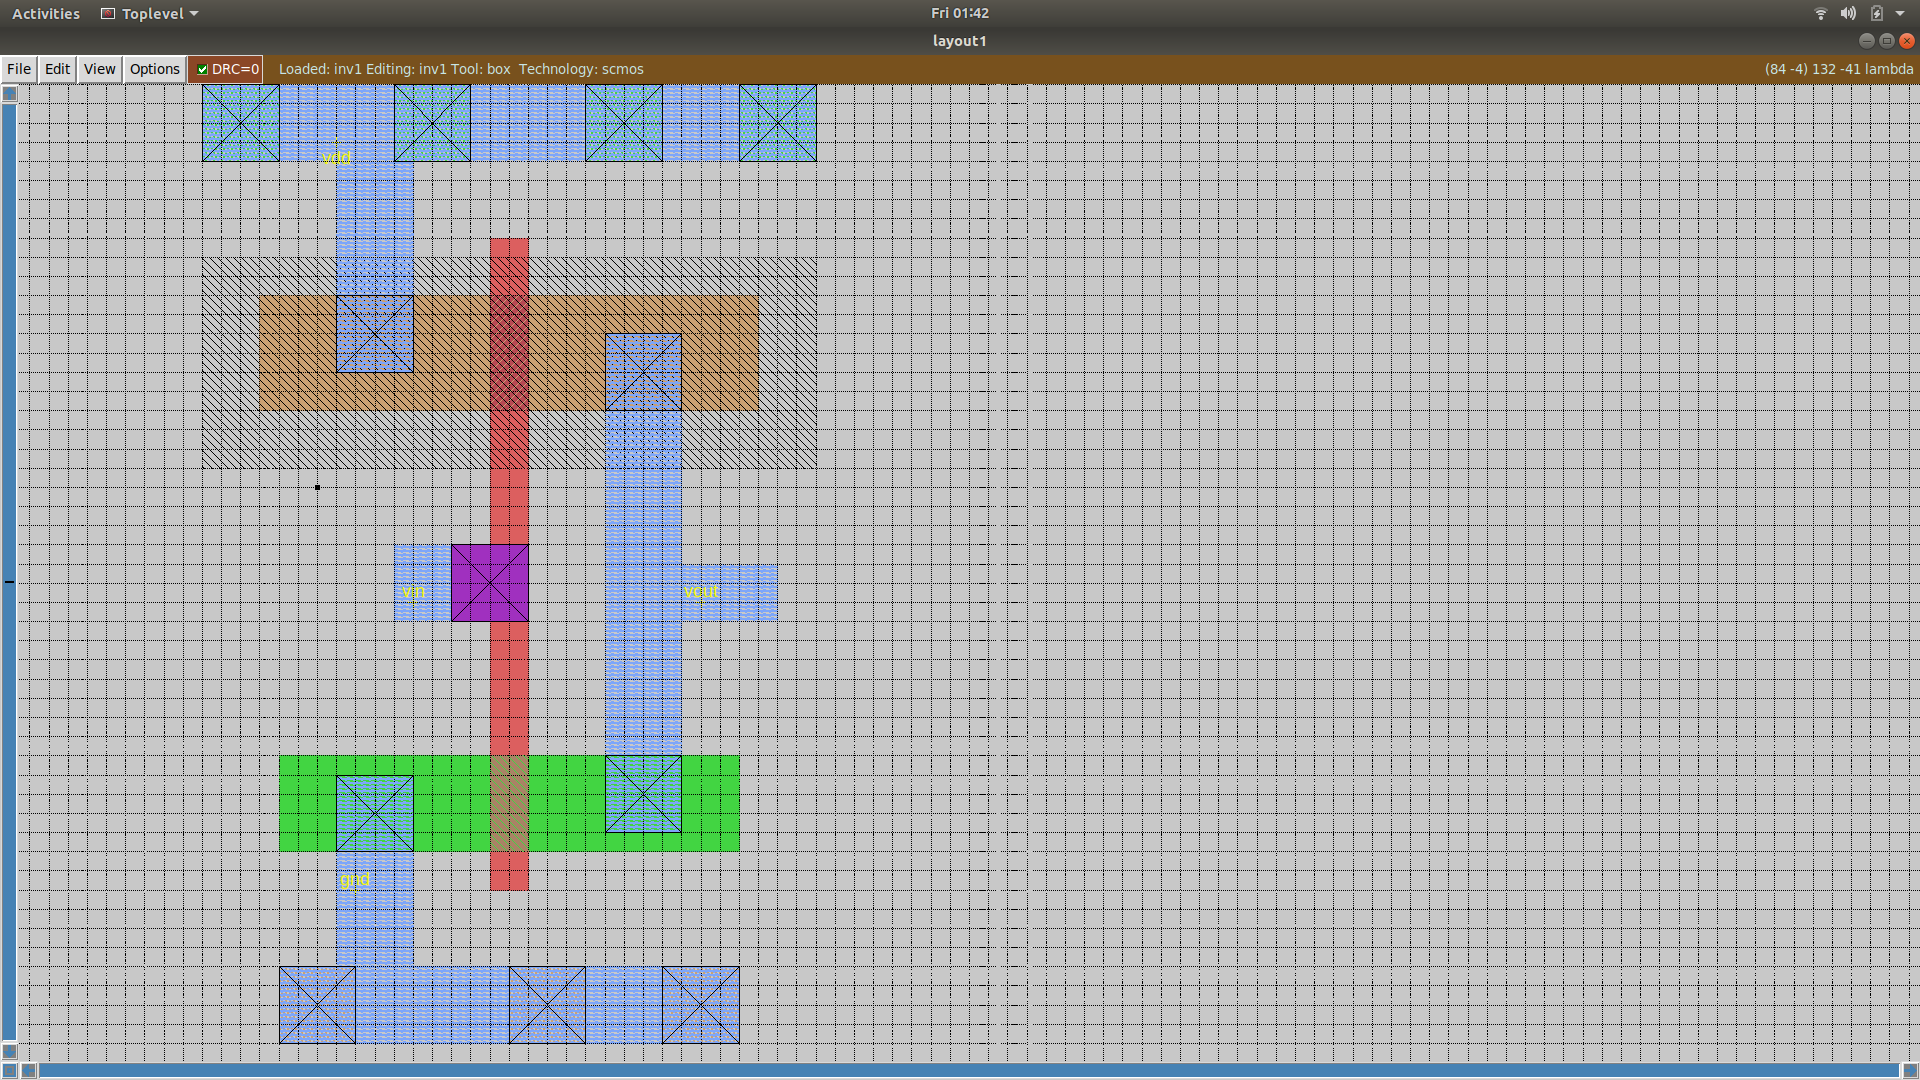 Activities Toplevel Fri 01:42
layout1
File Edit View Options DRC=0 Loaded: inv1 Editing: inv1 Tool: box Technology: scmos (84 -4) 132 -41 lambda
vdd
vin vout
gnd